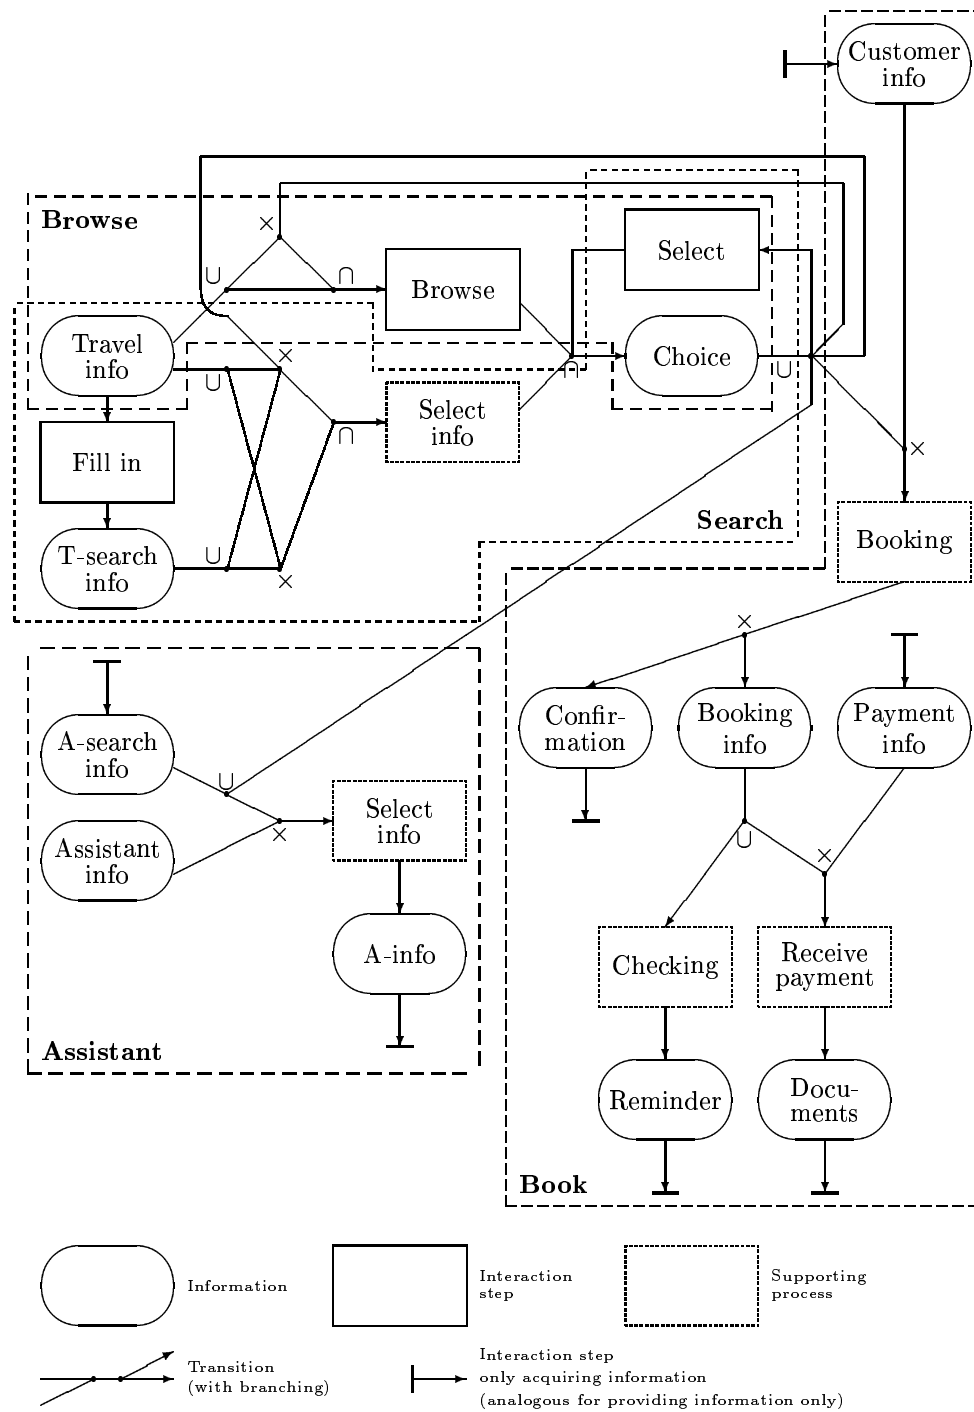 Customer
info
Browse
×
∪
∩
Select
Browse
Travel
info
×
∪
Choice
∩
∪
Select
info
∩
Fill in
×
Search
Booking
T-search
info
∪
×
×
Confir-
mation
Booking
info
Payment
info
A-search
info
∪
Select
info
×
∪
Assistant
info
×
A-info
Checking
Receive
payment
Assistant
Reminder
Docu-
ments
Book
Information
Interaction
step
Supporting
process
Transition
(with branching)
Interaction step
only acquiring information
(analogous for providing information only)